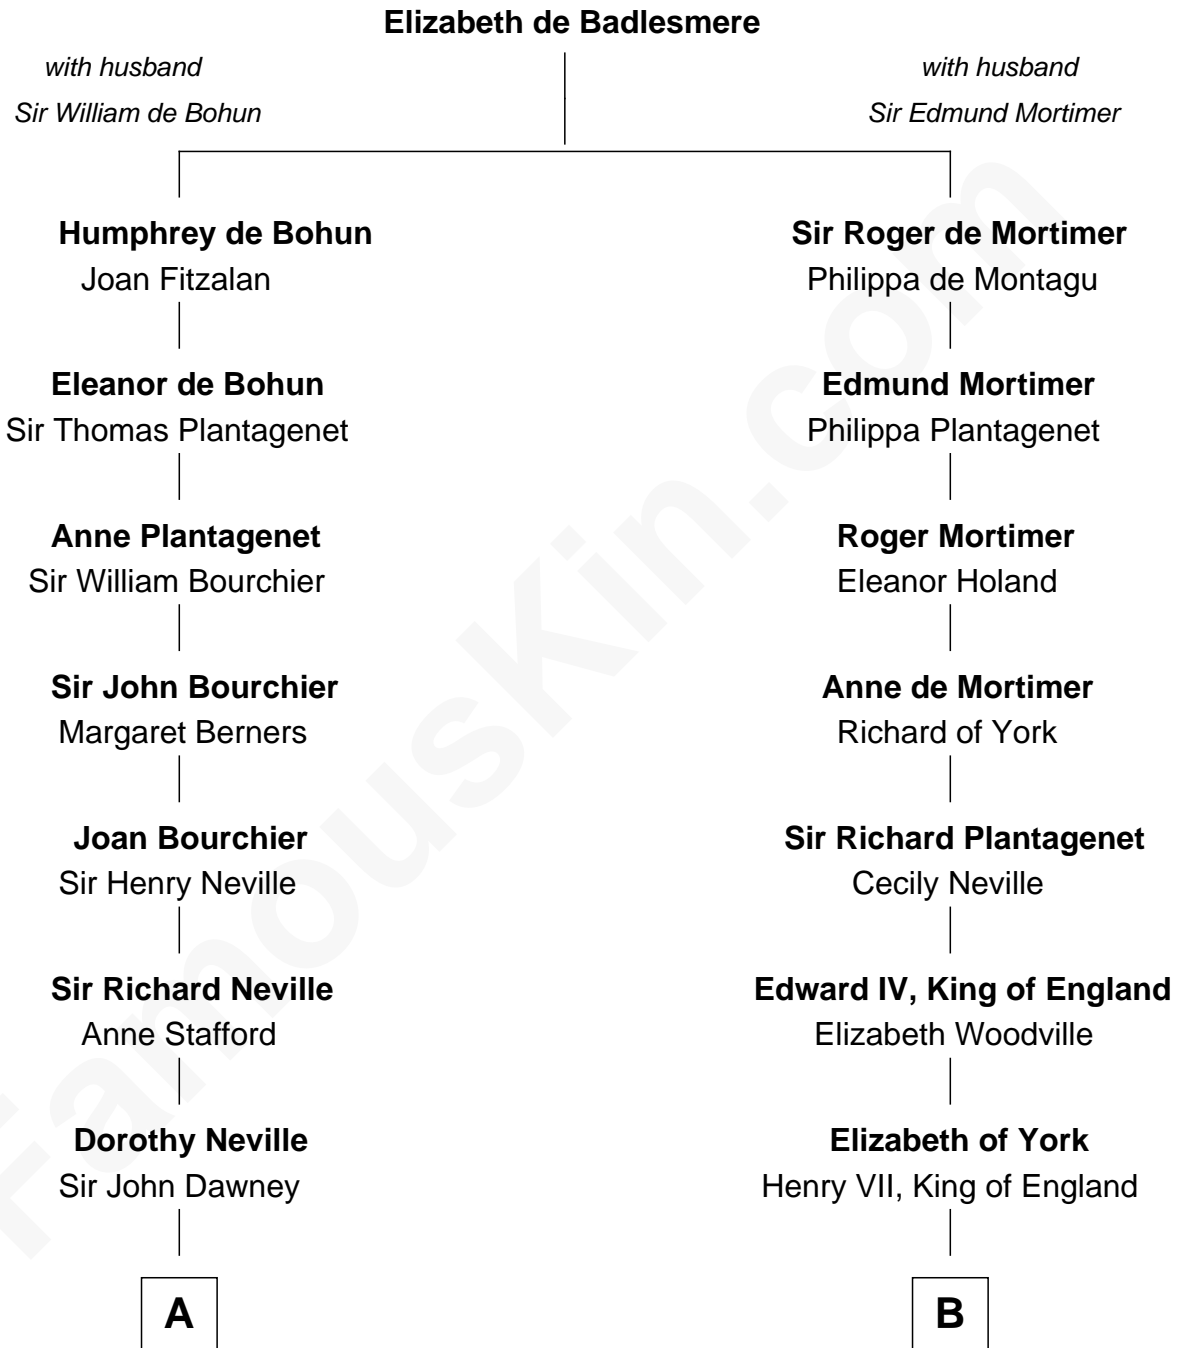 Elizabeth de Badlesmere
with husband
Sir William de Bohun
with husband
Sir Edmund Mortimer
Humphrey de Bohun
Joan Fitzalan
Sir Roger de Mortimer
Philippa de Montagu
Eleanor de Bohun
Sir Thomas Plantagenet
Edmund Mortimer
Philippa Plantagenet
Anne Plantagenet
Sir William Bourchier
Roger Mortimer
Eleanor Holand
Sir John Bourchier
Margaret Berners
Anne de Mortimer
Richard of York
Joan Bourchier
Sir Henry Neville
Sir Richard Plantagenet
Cecily Neville
Sir Richard Neville
Anne Stafford
Edward IV, King of England
Elizabeth Woodville
Dorothy Neville
Sir John Dawney
Elizabeth of York
Henry VII, King of England
A
B
FamousKin.com